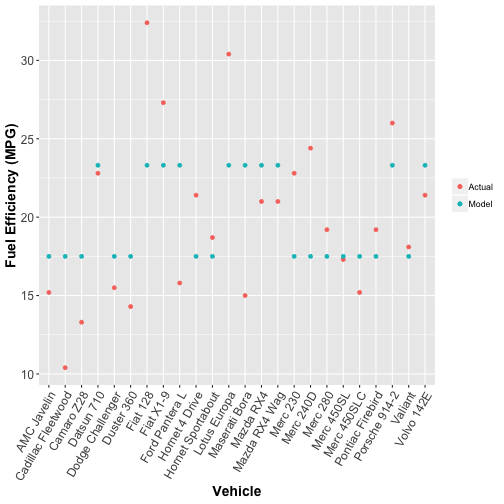 Fuel Efficiency (MPG)
30
25
20
15
10
Actual
Model
AMC Javelin
Cadillac Fleetwood
Camaro Z28
Datsun 710
Dodge Challenger
Duster 360
Fiat 128
Fiat X1-9
Ford Pantera L
Hornet 4 Drive
Hornet Sportabout
Lotus Europa
Maserati Bora
Mazda RX4
Mazda RX4 Wag
Merc 230
Merc 240D
Merc 280
Merc 450SL
Merc 450SLC
Pontiac Firebird
Porsche 914-2
Valiant
Volvo 142E
Vehicle